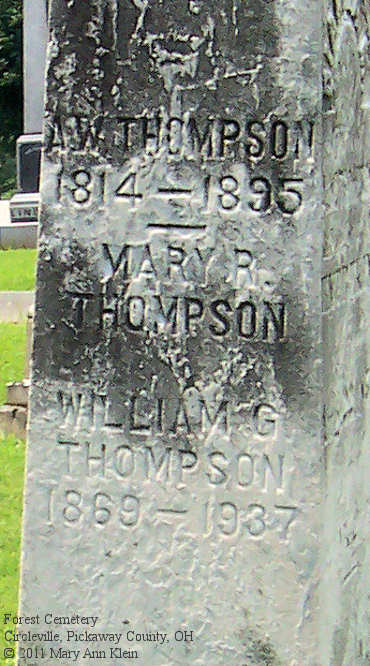 A.W. THOMPSON
1814 — 1895
MARY R.
THOMPSON
WILLIAM G.
THOMPSON
1869 — 1937
Forest Cemetery
Circleville, Pickaway County, OH
© 2011 Mary Ann Klein